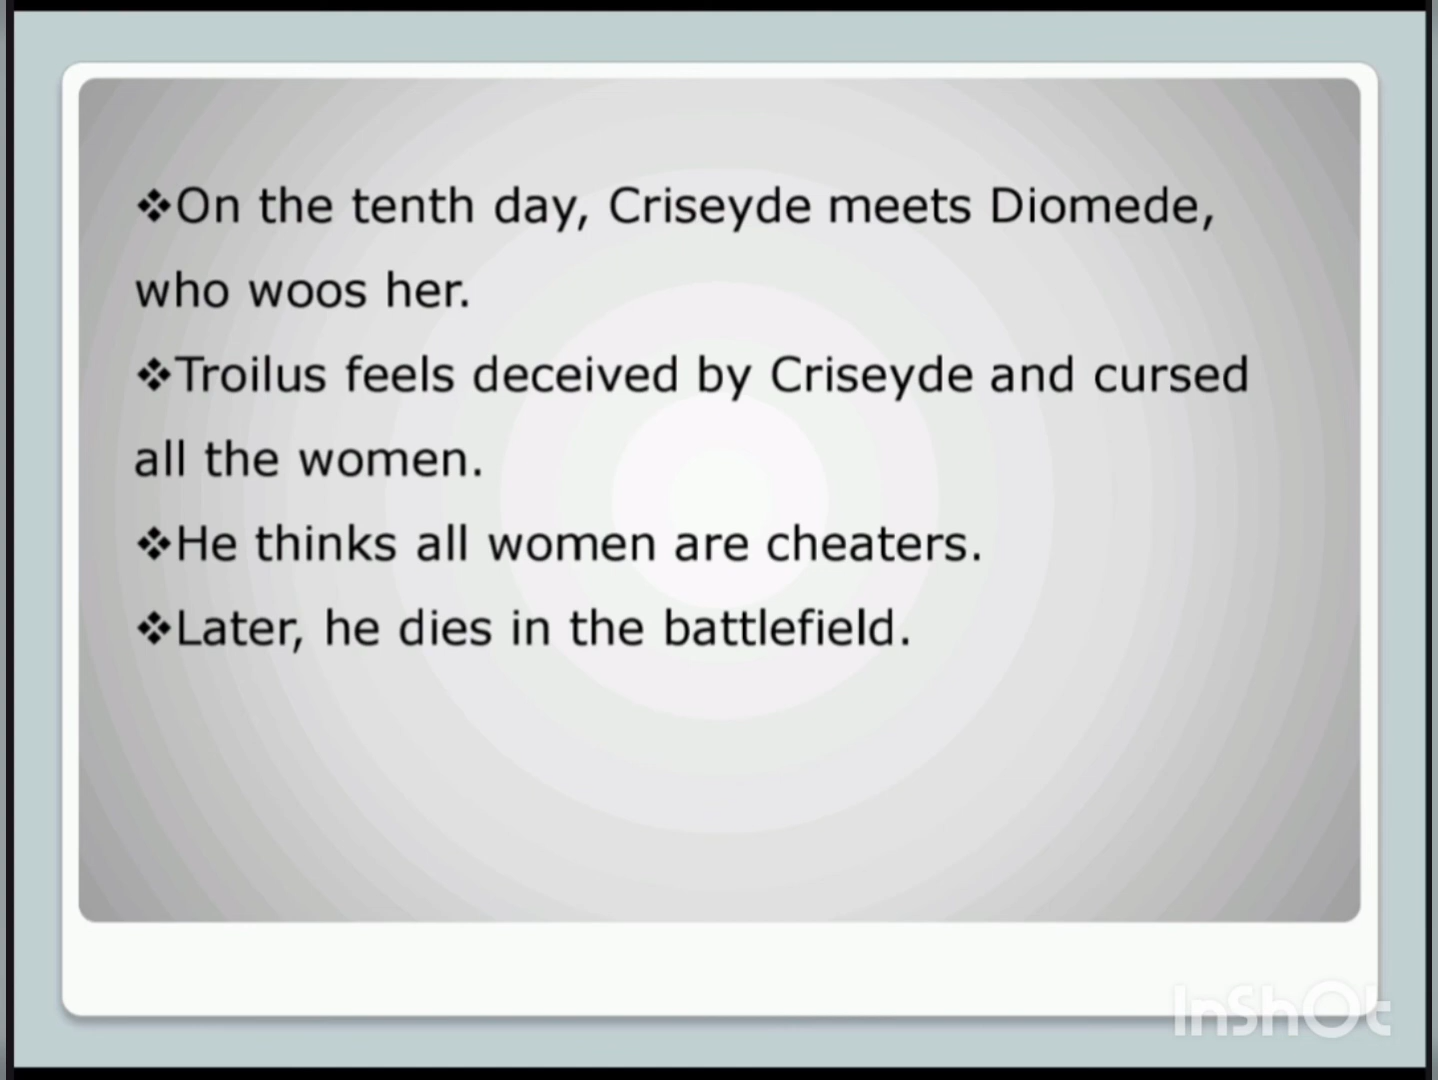 ❖On the tenth day, Criseyde meets Diomede,
who woos her.
❖Troilus feels deceived by Criseyde and cursed
all the women.
❖He thinks all women are cheaters.
❖Later, he dies in the battlefield.
InShOt